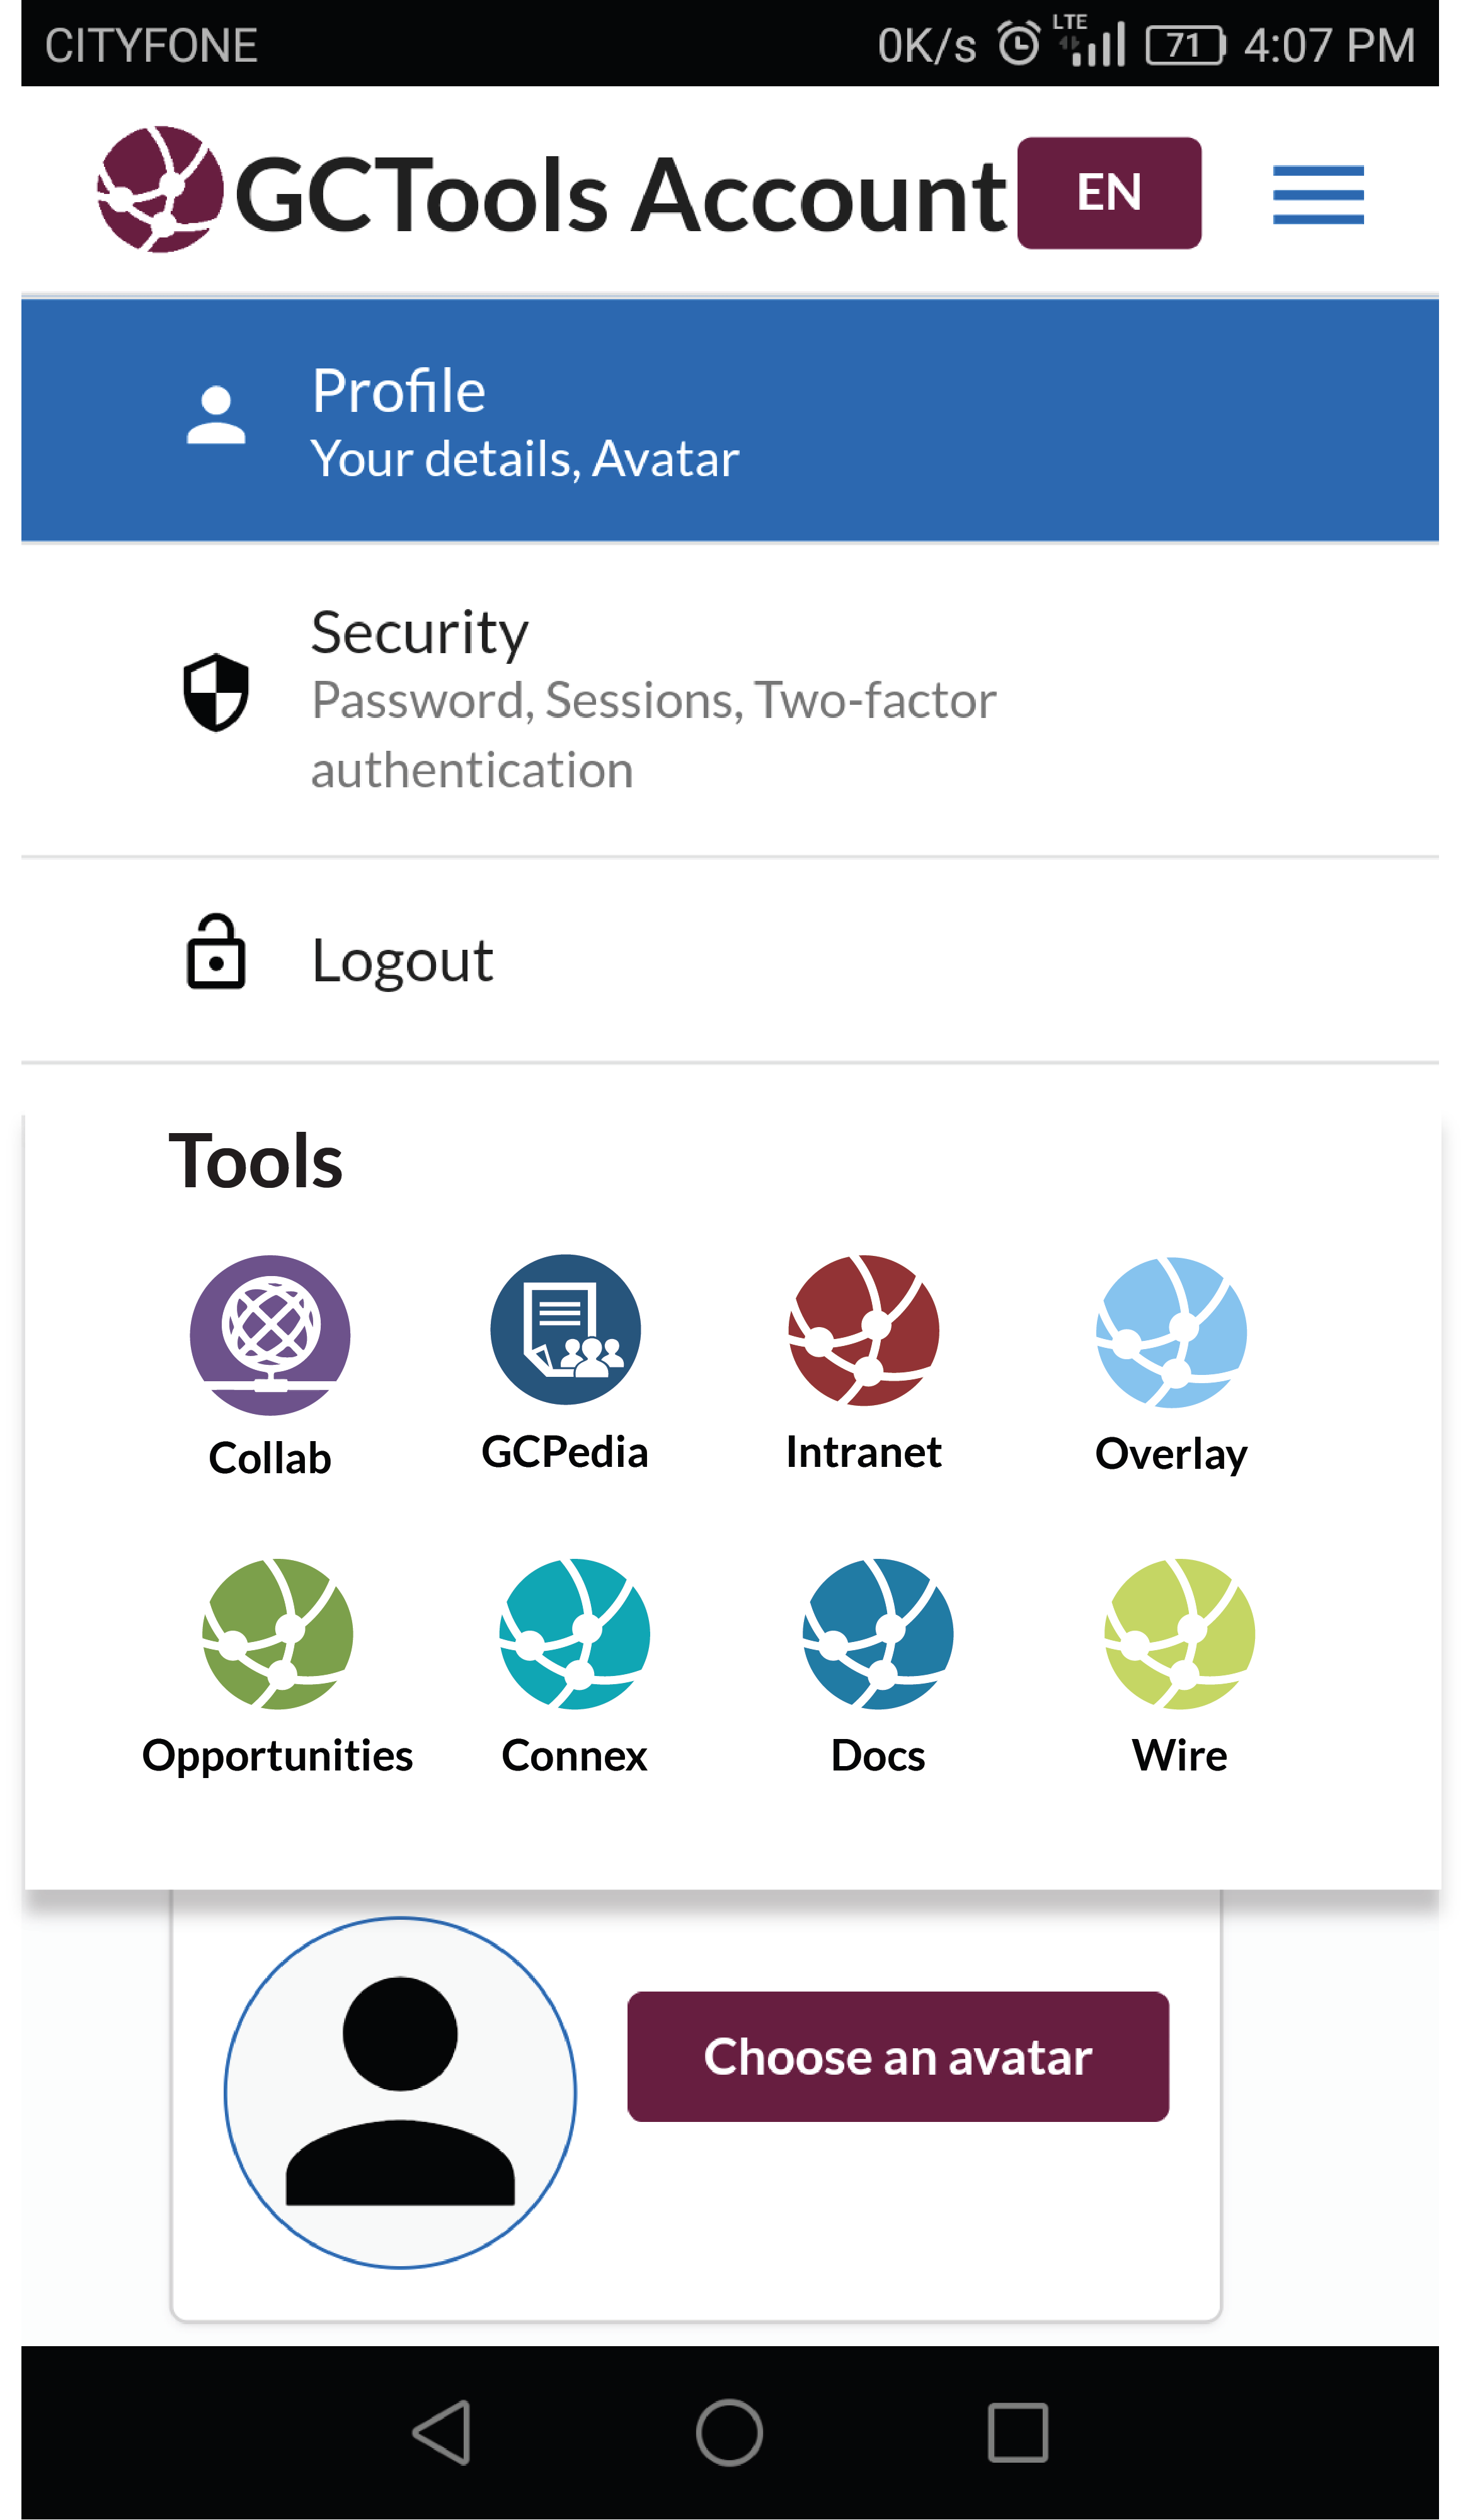 CITYFONE 0K/s LTE 71 4:07 PM
GCTools Account EN
Profile
Your details, Avatar
Security
Password, Sessions, Two-factor
authentication
Logout
Tools
Collab GCPedia Intranet Overlay
Opportunities Connex Docs Wire
Choose an avatar